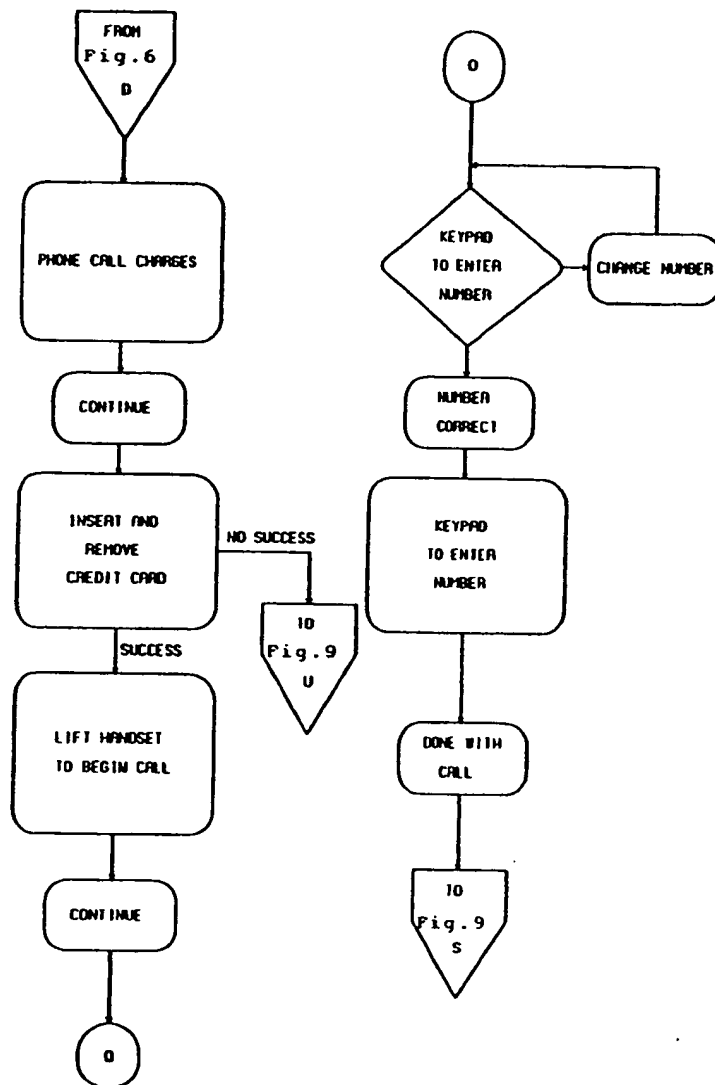 FROM
Fig.6
D
PHONE CALL CHARGES
CONTINUE
INSERT AND
REMOVE
CREDIT CARD
NO SUCCESS
TO
Fig.9
U
SUCCESS
LIFT HANDSET
TO BEGIN CALL
CONTINUE
Q
O
KEYPAD
TO ENTER
NUMBER
CHANGE NUMBER
NUMBER
CORRECT
KEYPAD
TO ENTER
NUMBER
DONE WITH
CALL
TO
Fig.9
S